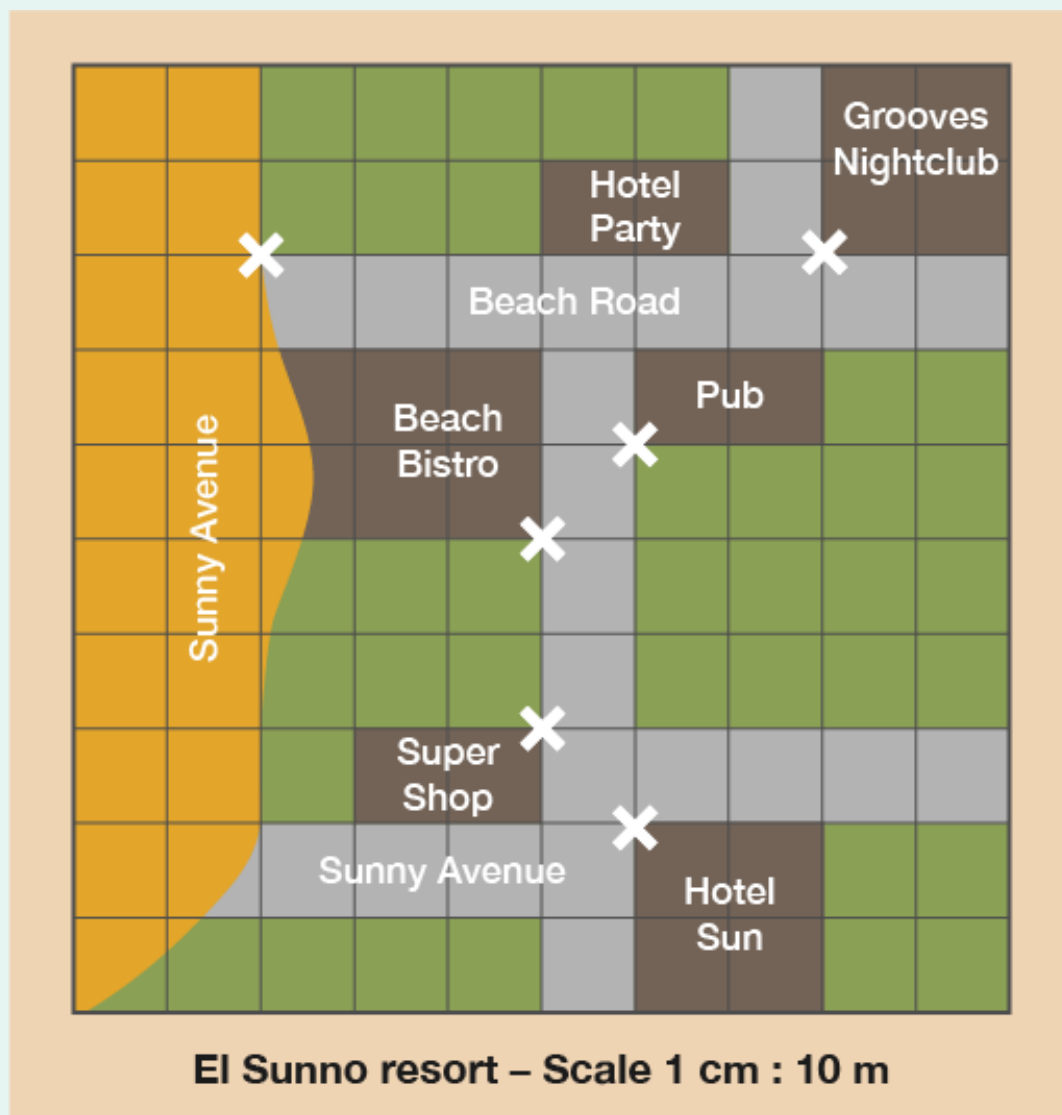 Grooves
Nightclub
Hotel
Party
Beach Road
Pub
Beach
Bistro
Sunny Avenue
Super
Shop
Sunny Avenue
Hotel
Sun
El Sunno resort – Scale 1 cm : 10 m